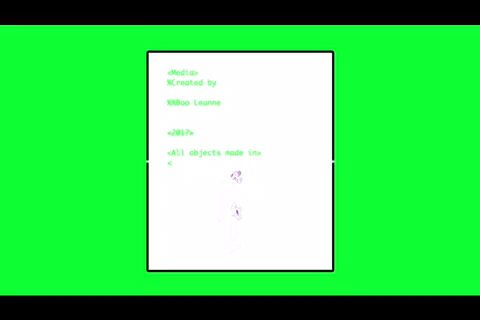 <Media>
%Created by
%%Boo Leanne
<2017>
<All objects made in>
<